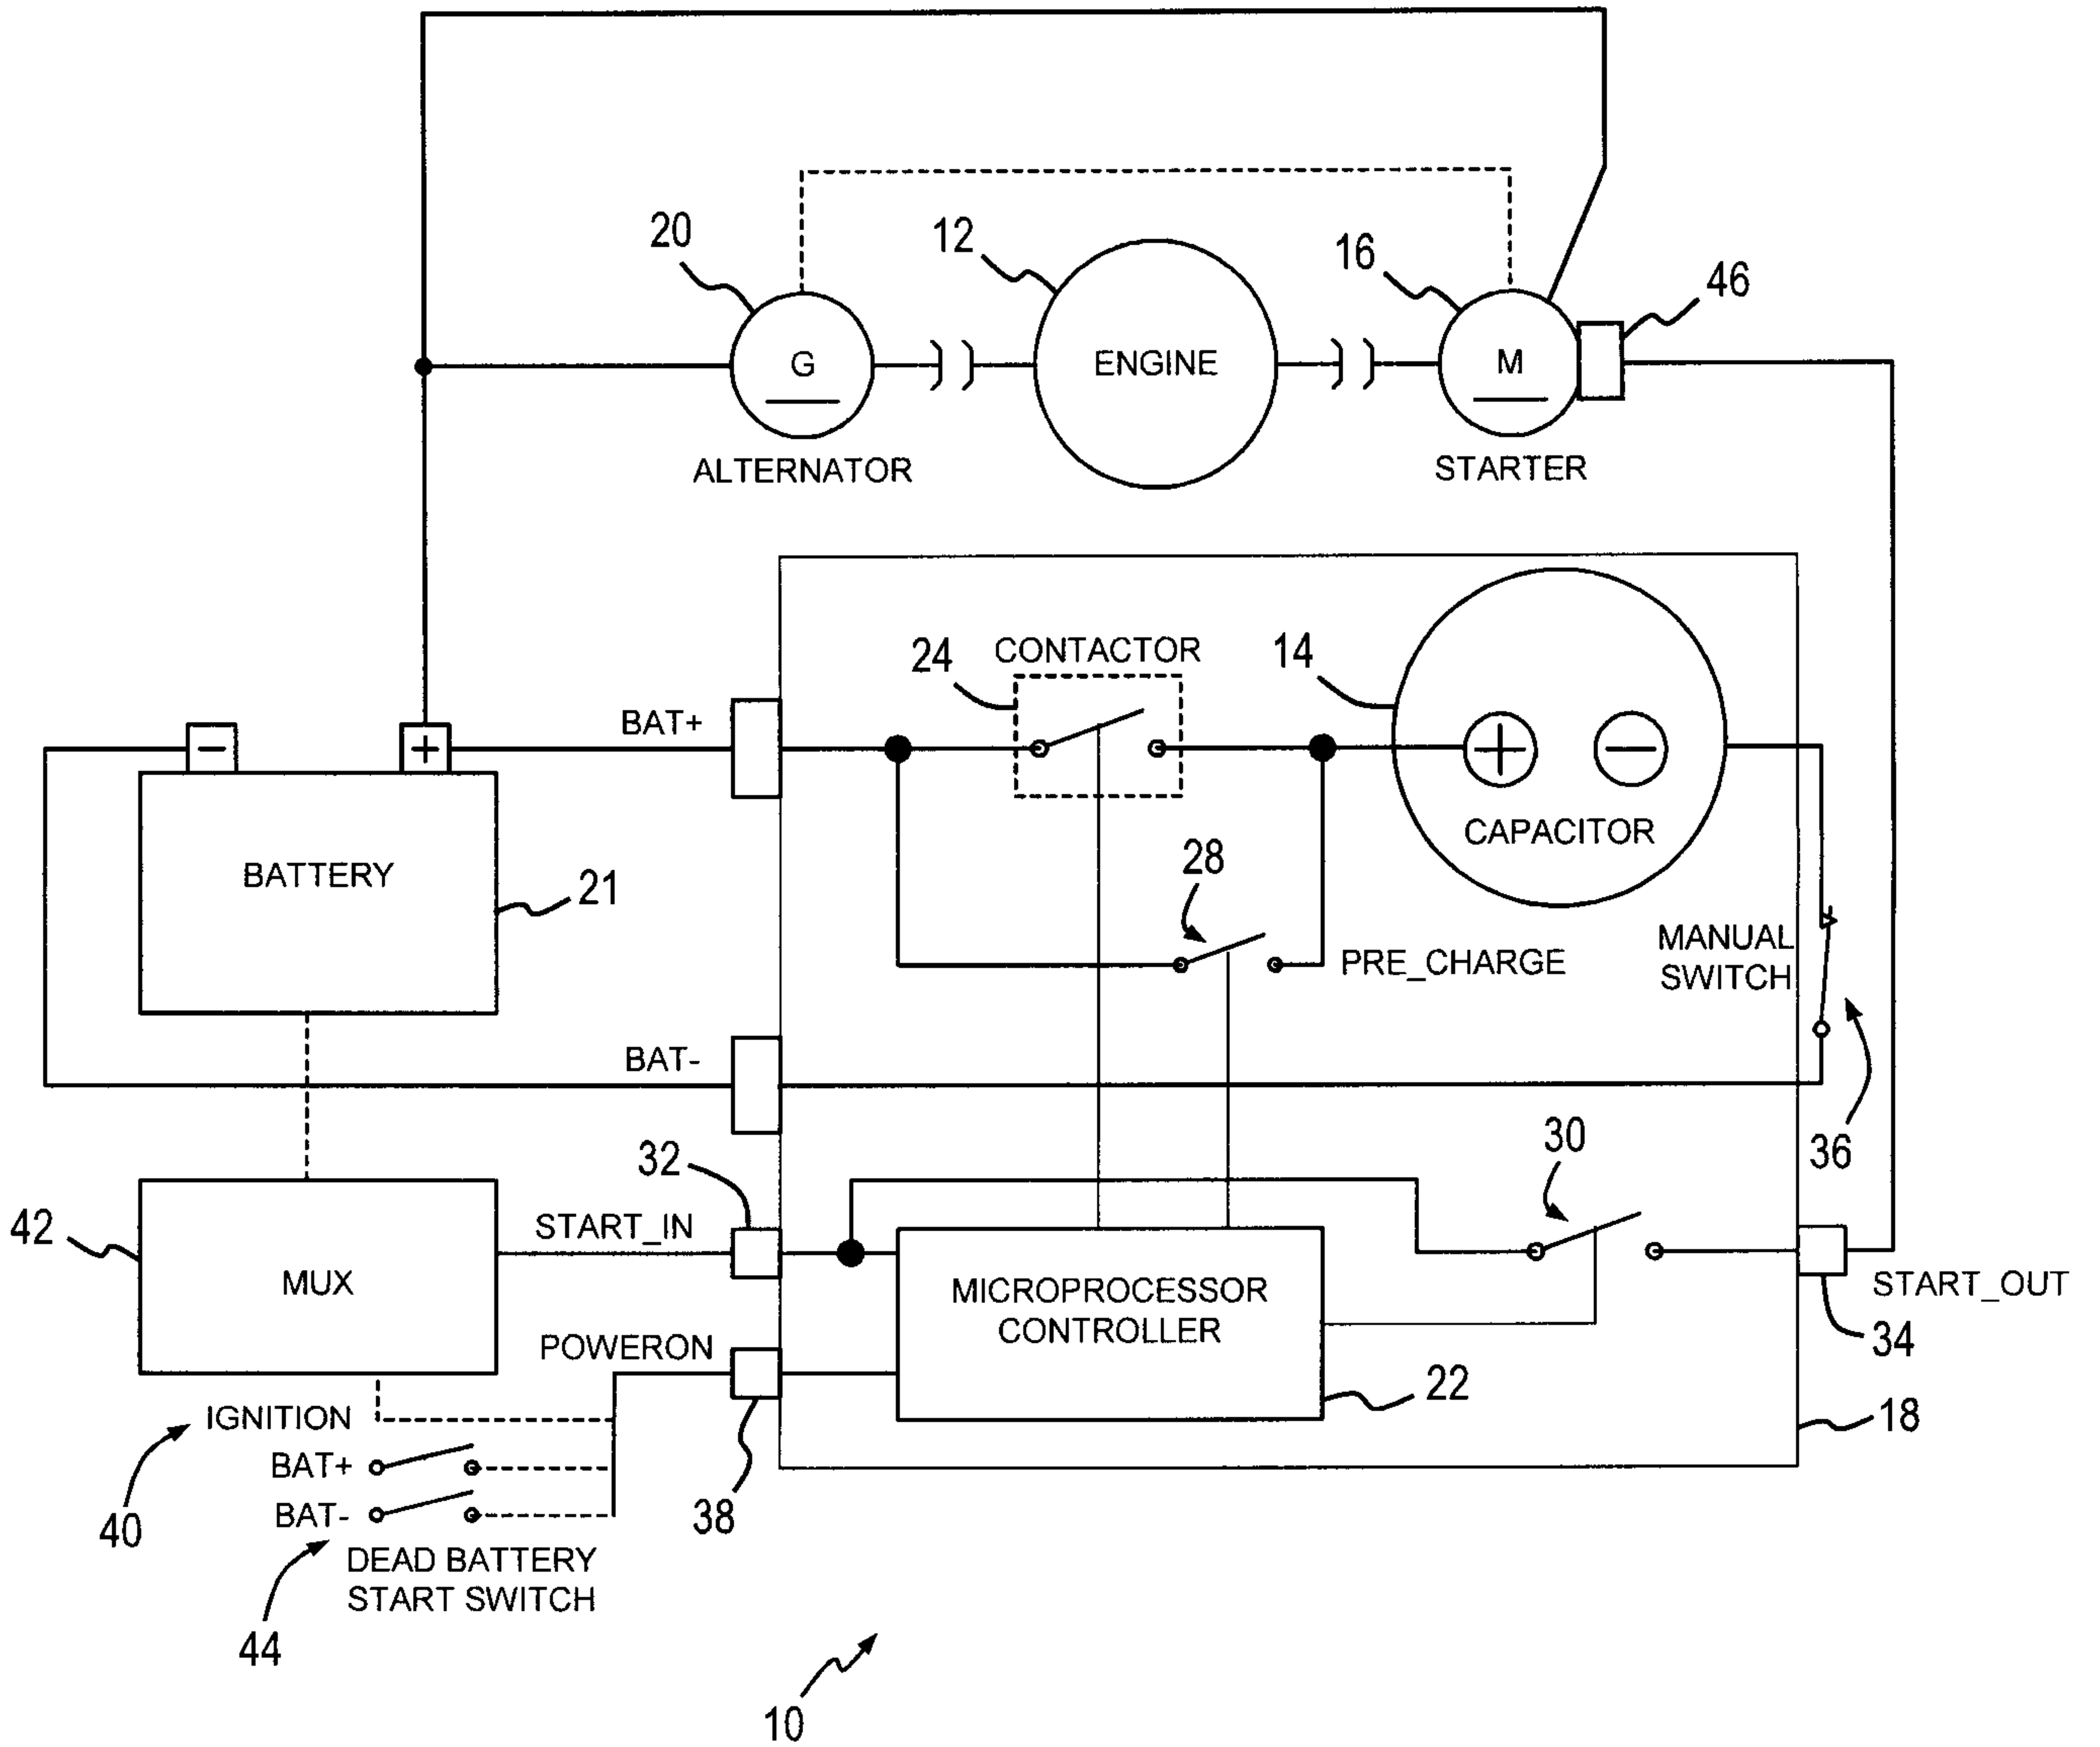 20
12
16
46
G
ENGINE
M
ALTERNATOR
STARTER
24
CONTACTOR
14
BAT+
−
+
+
−
CAPACITOR
BATTERY
21
28
PRE_CHARGE
MANUAL
SWITCH
BAT-
36
30
32
START_IN
42
MUX
MICROPROCESSOR
CONTROLLER
START_OUT
34
POWERON
22
18
38
IGNITION
BAT+
BAT-
40
DEAD BATTERY
START SWITCH
44
10